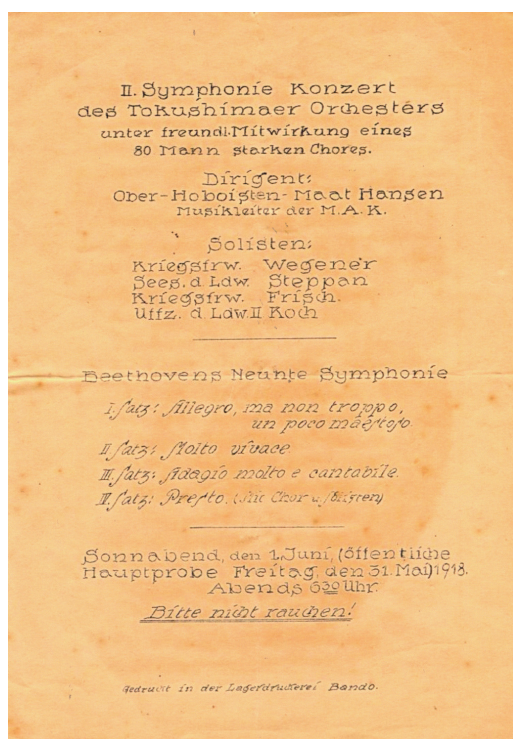 II. Symphonie Konzert
des Tokushimaer Orchesters
unter freundl. Mitwirkung eines
80 Mann starken Chores.
Dirigent:
Ober-Hoboisten-Maat Hansen
Musikleiter der M.A.K.
Solisten:
Kriegsfrw. Wegener
Sees. d. Ldw. Steppan
Kriegsfrw. Frisch.
Uffz. d. Ldw. II Koch
Beethovens Neunte Symphonie
I. Satz: Allegro, ma non troppo,
un poco maestoso
II. Satz: Molto vivace.
III. Satz: Adagio molto e cantabile.
IV. Satz: Presto. (Mit Chor u. Solisten)
Sonnabend, den 1. Juni, (öffentliche
Hauptprobe Freitag, den 31. Mai) 1918.
Abends 6³⁰ Uhr.
Bitte nicht rauchen!
Gedruckt in der Lagerdruckerei Bando.